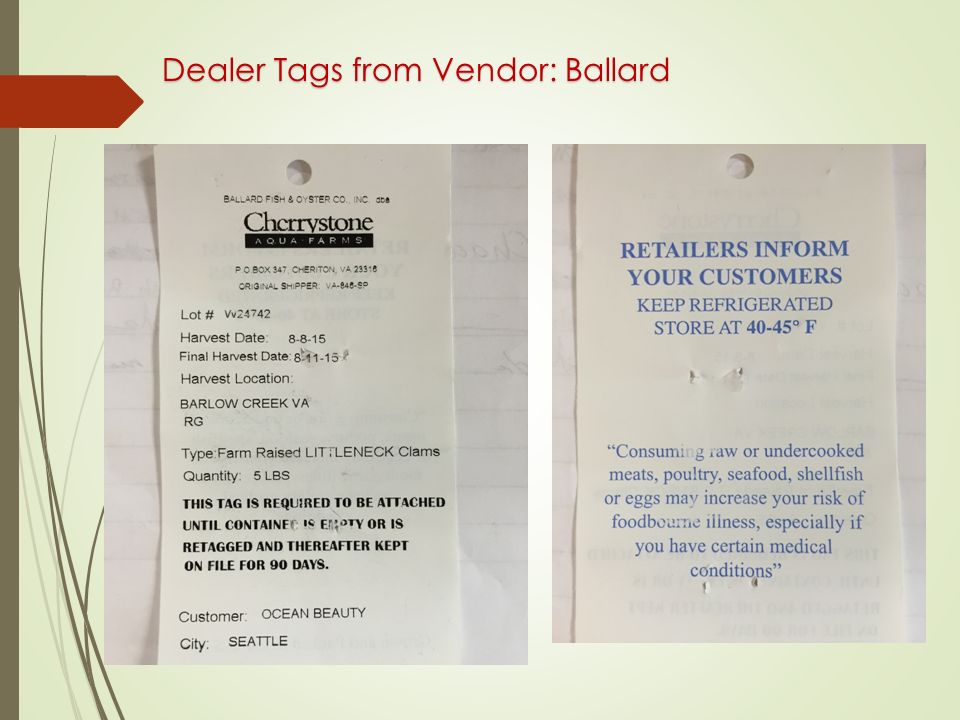 Dealer Tags from Vendor: Ballard
BALLARD FISH & OYSTER CO., INC. dba
Cherrystone
AQUA-FARMS
P.O.BOX 347, CHERITON, VA 23316
ORIGINAL SHIPPER: VA-846-SP
Lot # Vv24742
Harvest Date: 8-8-15
Final Harvest Date: 8-11-15
Harvest Location:
BARLOW CREEK VA
RG
Type:Farm Raised LITTLENECK Clams
Quantity: 5 LBS
THIS TAG IS REQUIRED TO BE ATTACHED
UNTIL CONTAINER IS EMPTY OR IS
RETAGGED AND THEREAFTER KEPT
ON FILE FOR 90 DAYS.
Customer: OCEAN BEAUTY
City: SEATTLE
RETAILERS INFORM
YOUR CUSTOMERS
KEEP REFRIGERATED
STORE AT 40-45° F
“Consuming raw or undercooked
meats, poultry, seafood, shellfish
or eggs may increase your risk of
foodbourne illness, especially if
you have certain medical
conditions”